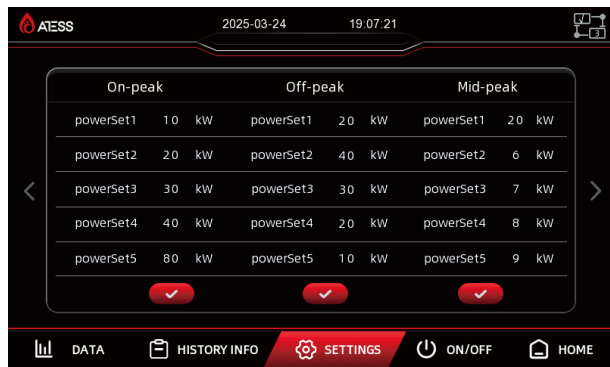 ATESS 2025-03-24 19:07:21
3
On-peak Off-peak Mid-peak
powerSet1 10 kW powerSet1 20 kW powerSet1 20 kW
powerSet2 20 kW powerSet2 40 kW powerSet2 6 kW
powerSet3 30 kW powerSet3 30 kW powerSet3 7 kW
powerSet4 40 kW powerSet4 20 kW powerSet4 8 kW
powerSet5 80 kW powerSet5 10 kW powerSet5 9 kW
DATA HISTORY INFO SETTINGS ON/OFF HOME